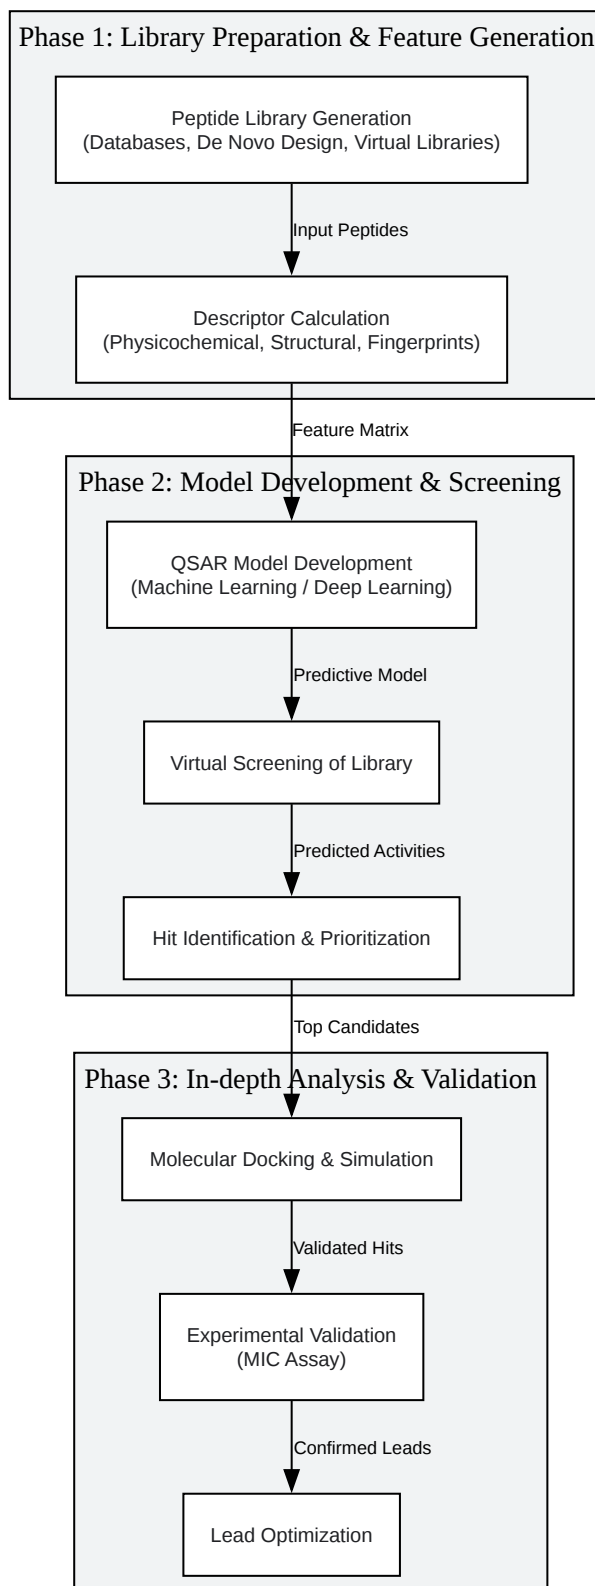 Phase 1: Library Preparation & Feature Generation
Peptide Library Generation
(Databases, De Novo Design, Virtual Libraries)
Input Peptides
Descriptor Calculation
(Physicochemical, Structural, Fingerprints)
Feature Matrix
Phase 2: Model Development & Screening
QSAR Model Development
(Machine Learning / Deep Learning)
Predictive Model
Virtual Screening of Library
Predicted Activities
Hit Identification & Prioritization
Top Candidates
Phase 3: In-depth Analysis & Validation
Molecular Docking & Simulation
Validated Hits
Experimental Validation
(MIC Assay)
Confirmed Leads
Lead Optimization